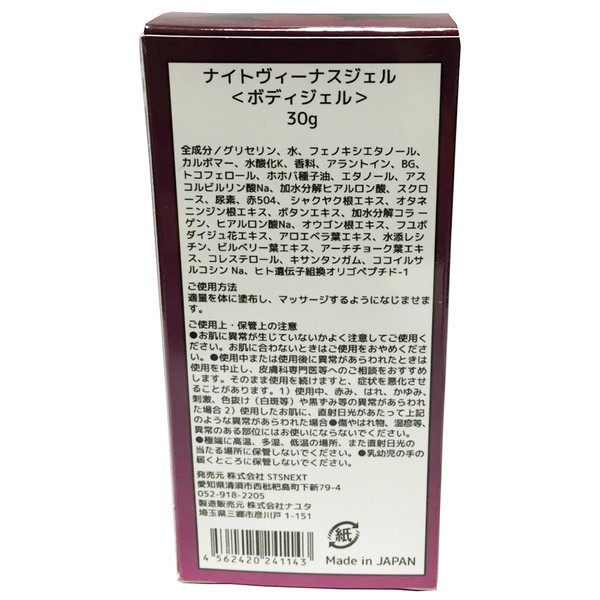 ナイトヴィーナスジェル
＜ボディジェル＞
30g
全成分／グリセリン、水、フェノキシエタノール、
カルボマー、水酸化K、香料、アラントイン、BG、
トコフェロール、ホホバ種子油、エタノール、アス
コルビルリン酸Na、加水分解ヒアルロン酸、スクロ
ース、尿素、赤504、シャクヤク根エキス、オタネ
ニンジン根エキス、ボタンエキス、加水分解コラー
ゲン、ヒアルロン酸Na、オウゴン根エキス、フユボ
ダイジュ花エキス、アロエベラ葉エキス、水添レシ
チン、ビルベリー葉エキス、アーチチョーク葉エキ
ス、コレステロール、キサンタンガム、ココイルサ
ルコシンNa、ヒト遺伝子組換オリゴペプチド-1
ご使用方法
適量を体に塗布し、マッサージするようになじませま
す。
ご使用上・保管上の注意
●お肌に異常が生じていないかよく注意してご使用く
ださい。お肌に合わないときはご使用をおやめくださ
い。●使用中または使用後に異常があらわれたときは
使用を中止し、皮膚科専門医等へのご相談をおすすめ
します。そのまま使用を続けますと、症状を悪化させ
ることがあります。1）使用中、赤み、はれ、かゆみ、
刺激、色抜け（白斑等）や黒ずみ等の異常があらわれ
た場合 2）使用したお肌に、直射日光があたって上記
のような異常があらわれた場合●傷やはれ物、湿疹等、
異常のある部位にはお使いにならないでください。
●極端に高温、多湿、低温の場所、また直射日光の
当たる場所に保管しないでください。●乳幼児の手の
届くところに保管しないでください。
発売元 株式会社 STSNEXT
愛知県清須市西枇杷島町下新79-4
052-918-2205
製造販売元 株式会社ナユタ
埼玉県三郷市彦川戸 1-151
4 562420 241143
紙
Made in JAPAN